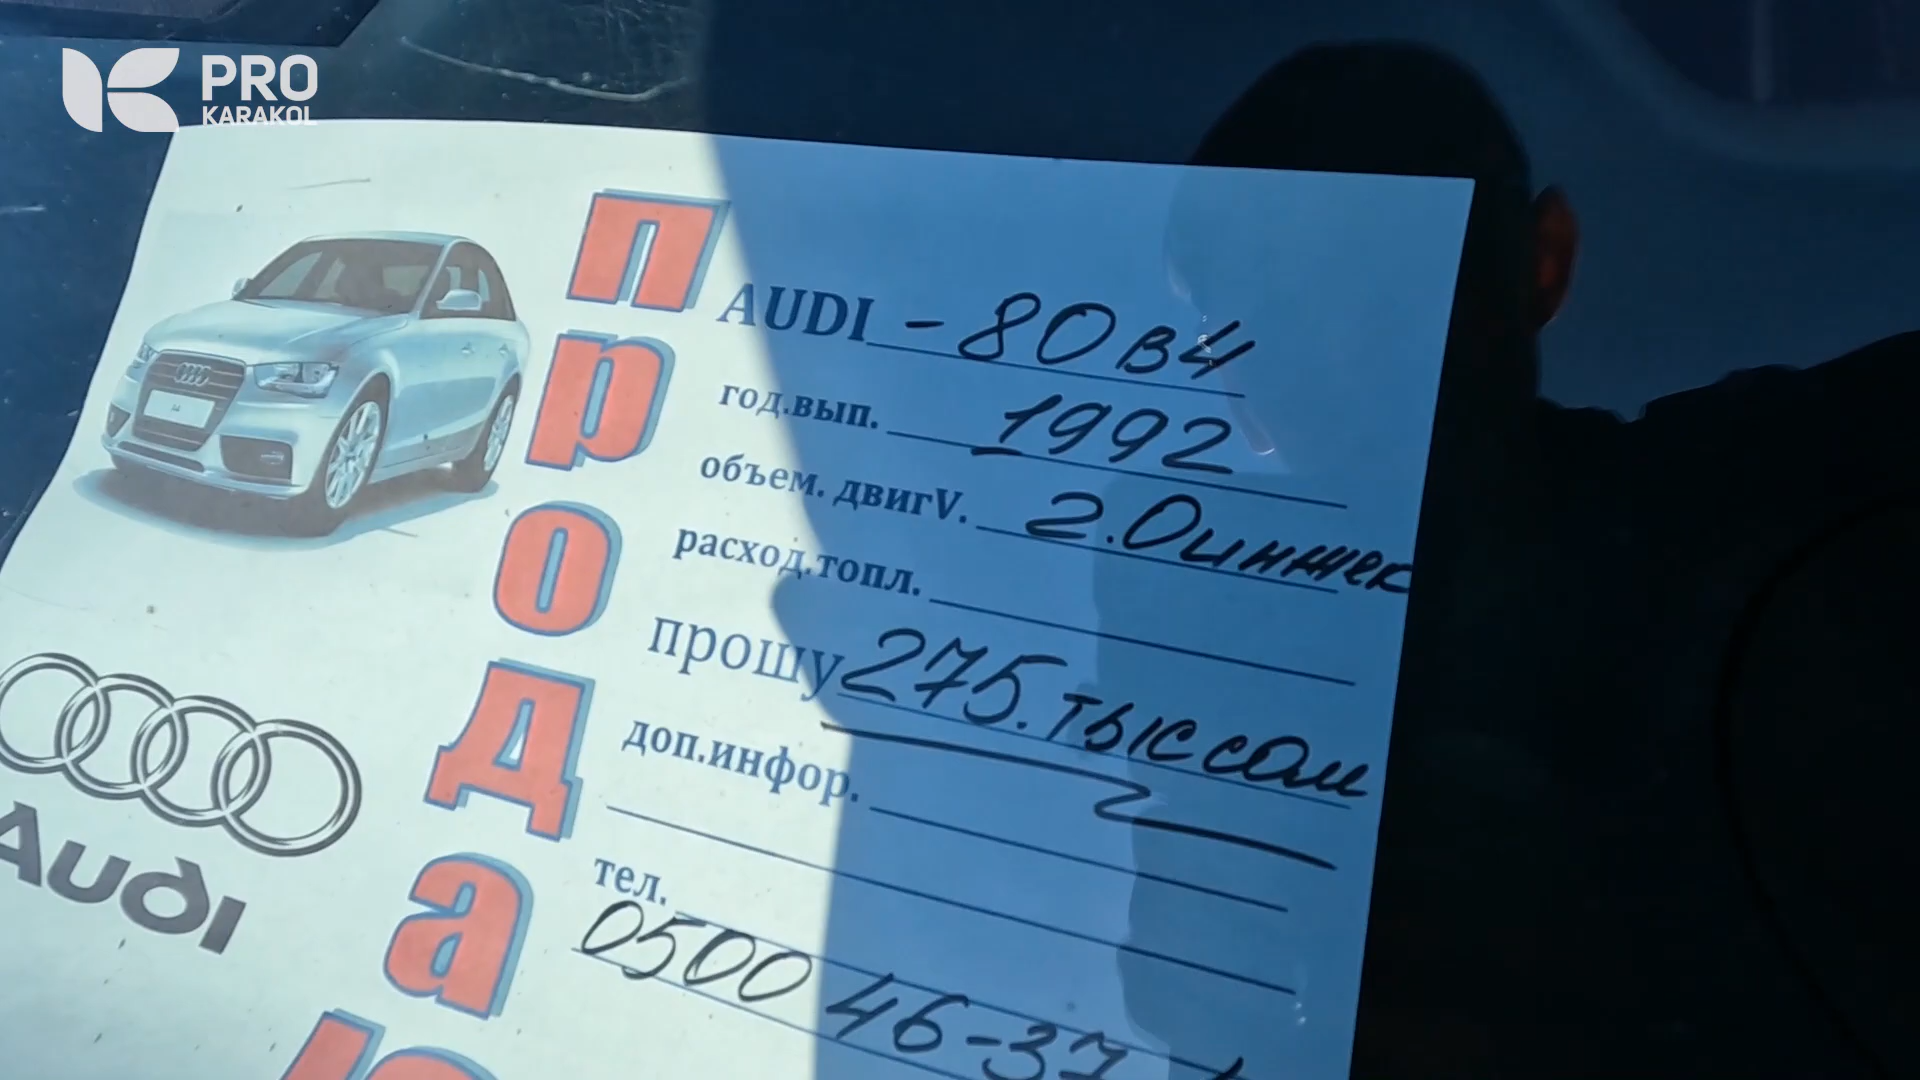 PRO
KARAKOL
прода
AUDI - 80 в4
год.вып. 1992
объем. двигV. 2.0 инжек
расход.топл.
прошу 275. тыс сом
доп.инфор.
тел.
0500 46-37
Audi